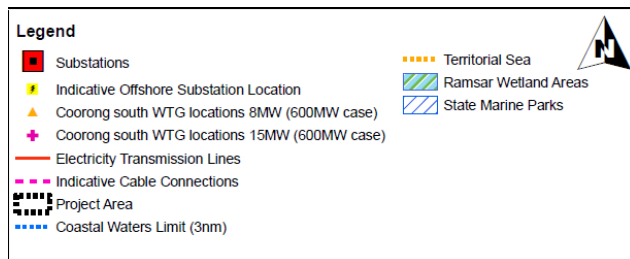 Legend
N
Substations
Indicative Offshore Substation Location
Coorong south WTG locations 8MW (600MW case)
Coorong south WTG locations 15MW (600MW case)
Electricity Transmission Lines
Indicative Cable Connections
Project Area
Coastal Waters Limit (3nm)
Territorial Sea
Ramsar Wetland Areas
State Marine Parks